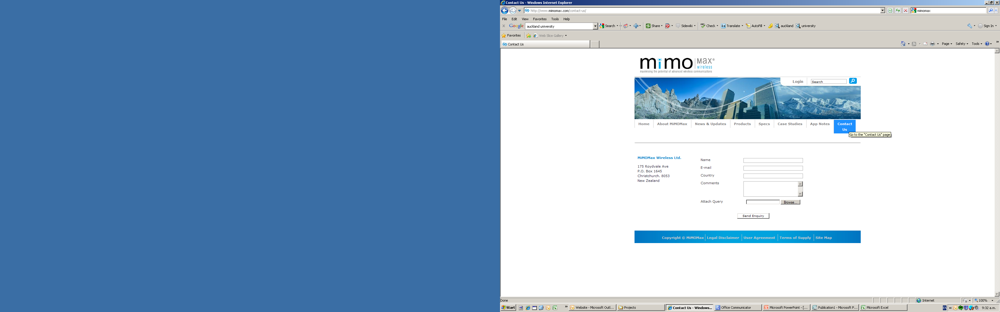 Contact Us - Windows Internet Explorer
http://www.mimomax.com/contact-us/
mimomax
File Edit View Favorites Tools Help
Google auckland university Search Share Sidewiki Check Translate AutoFill auckland university Sign In
Favorites Web Slice Gallery
Contact Us Page Safety Tools
mimo Max® wireless
maximising the potential of advanced wireless communications
Login Search
Home About MiMOMax News & Updates Products Specs Case Studies App Notes Contact Us
Go to the "Contact Us" page
MiMOMax Wireless Ltd.
175 Roydvale Ave
P.O. Box 1645
Christchurch. 8053
New Zealand
Name
E-mail
Country
Comments
Attach Query Browse...
Send Enquiry
Copyright © MiMOMax Legal Disclaimer User Agreement Terms of Supply Site Map
Done Internet 100%
Start Website - Microsoft Outl... Projects Contact Us - Windows... Office Communicator Microsoft PowerPoint - [... Publication1 - Microsoft P... Microsoft Excel EN 9:32 a.m.